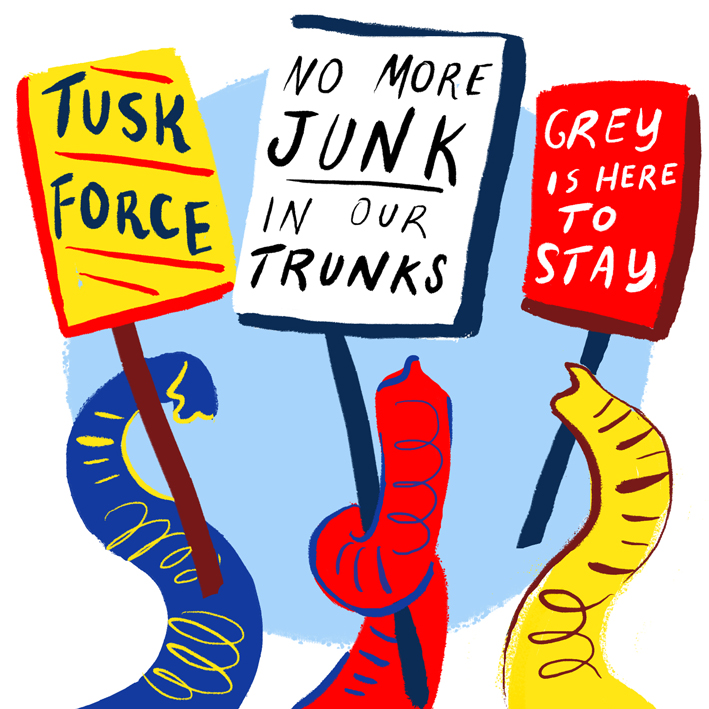 TUSK
FORCE
NO MORE
JUNK
IN OUR
TRUNKS
GREY
IS HERE
TO
STAY